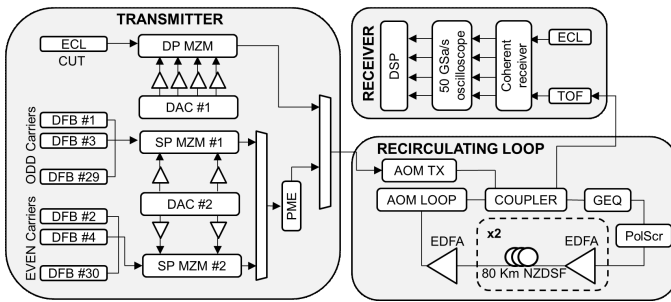 TRANSMITTER
ECL
CUT
DP MZM
DAC #1
ODD Carriers
DFB #1
DFB #3
DFB #29
SP MZM #1
DAC #2
EVEN Carriers
DFB #2
DFB #4
DFB #30
SP MZM #2
PME
RECEIVER
DSP
50 GSa/s
oscilloscope
Coherent
receiver
ECL
TOF
RECIRCULATING LOOP
AOM TX
AOM LOOP
COUPLER
GEQ
PolScr
x2
EDFA
EDFA
80 Km NZDSF